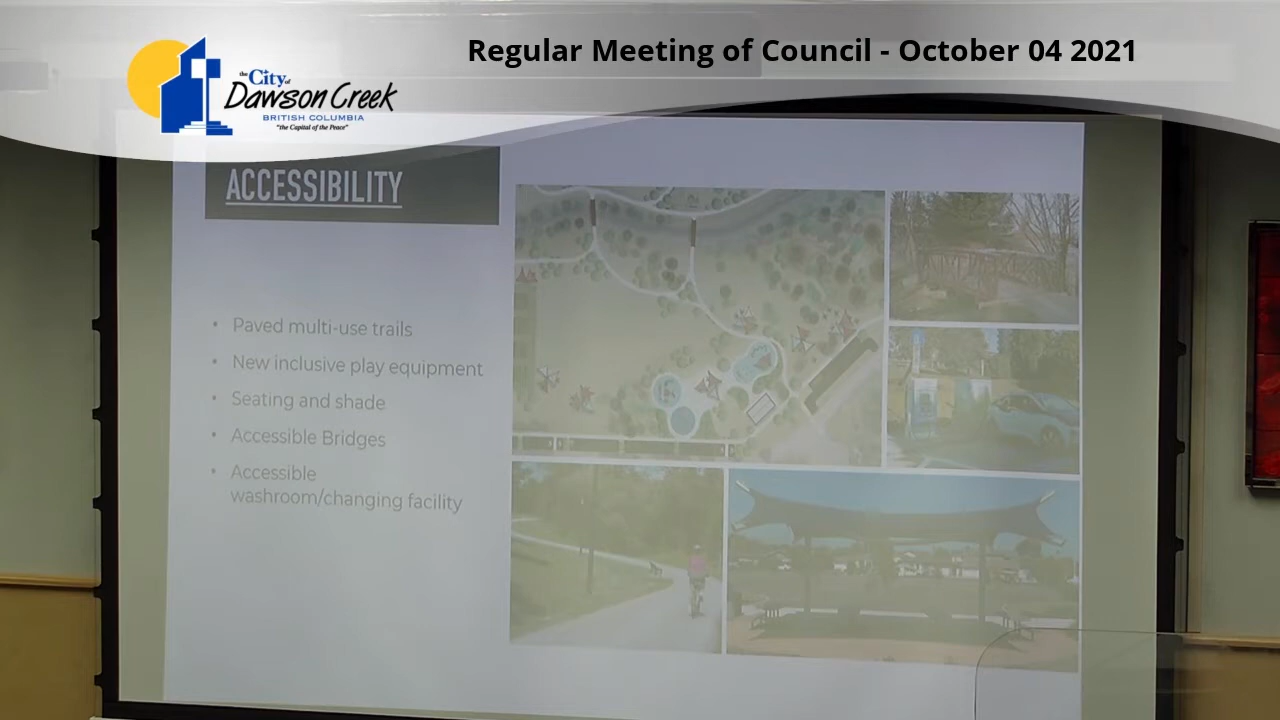 Regular Meeting of Council - October 04 2021
the City of
Dawson Creek
BRITISH COLUMBIA
"the Capital of the Peace"
ACCESSIBILITY
• Paved multi-use trails
• New inclusive play equipment
• Seating and shade
• Accessible Bridges
• Accessible
washroom/changing facility